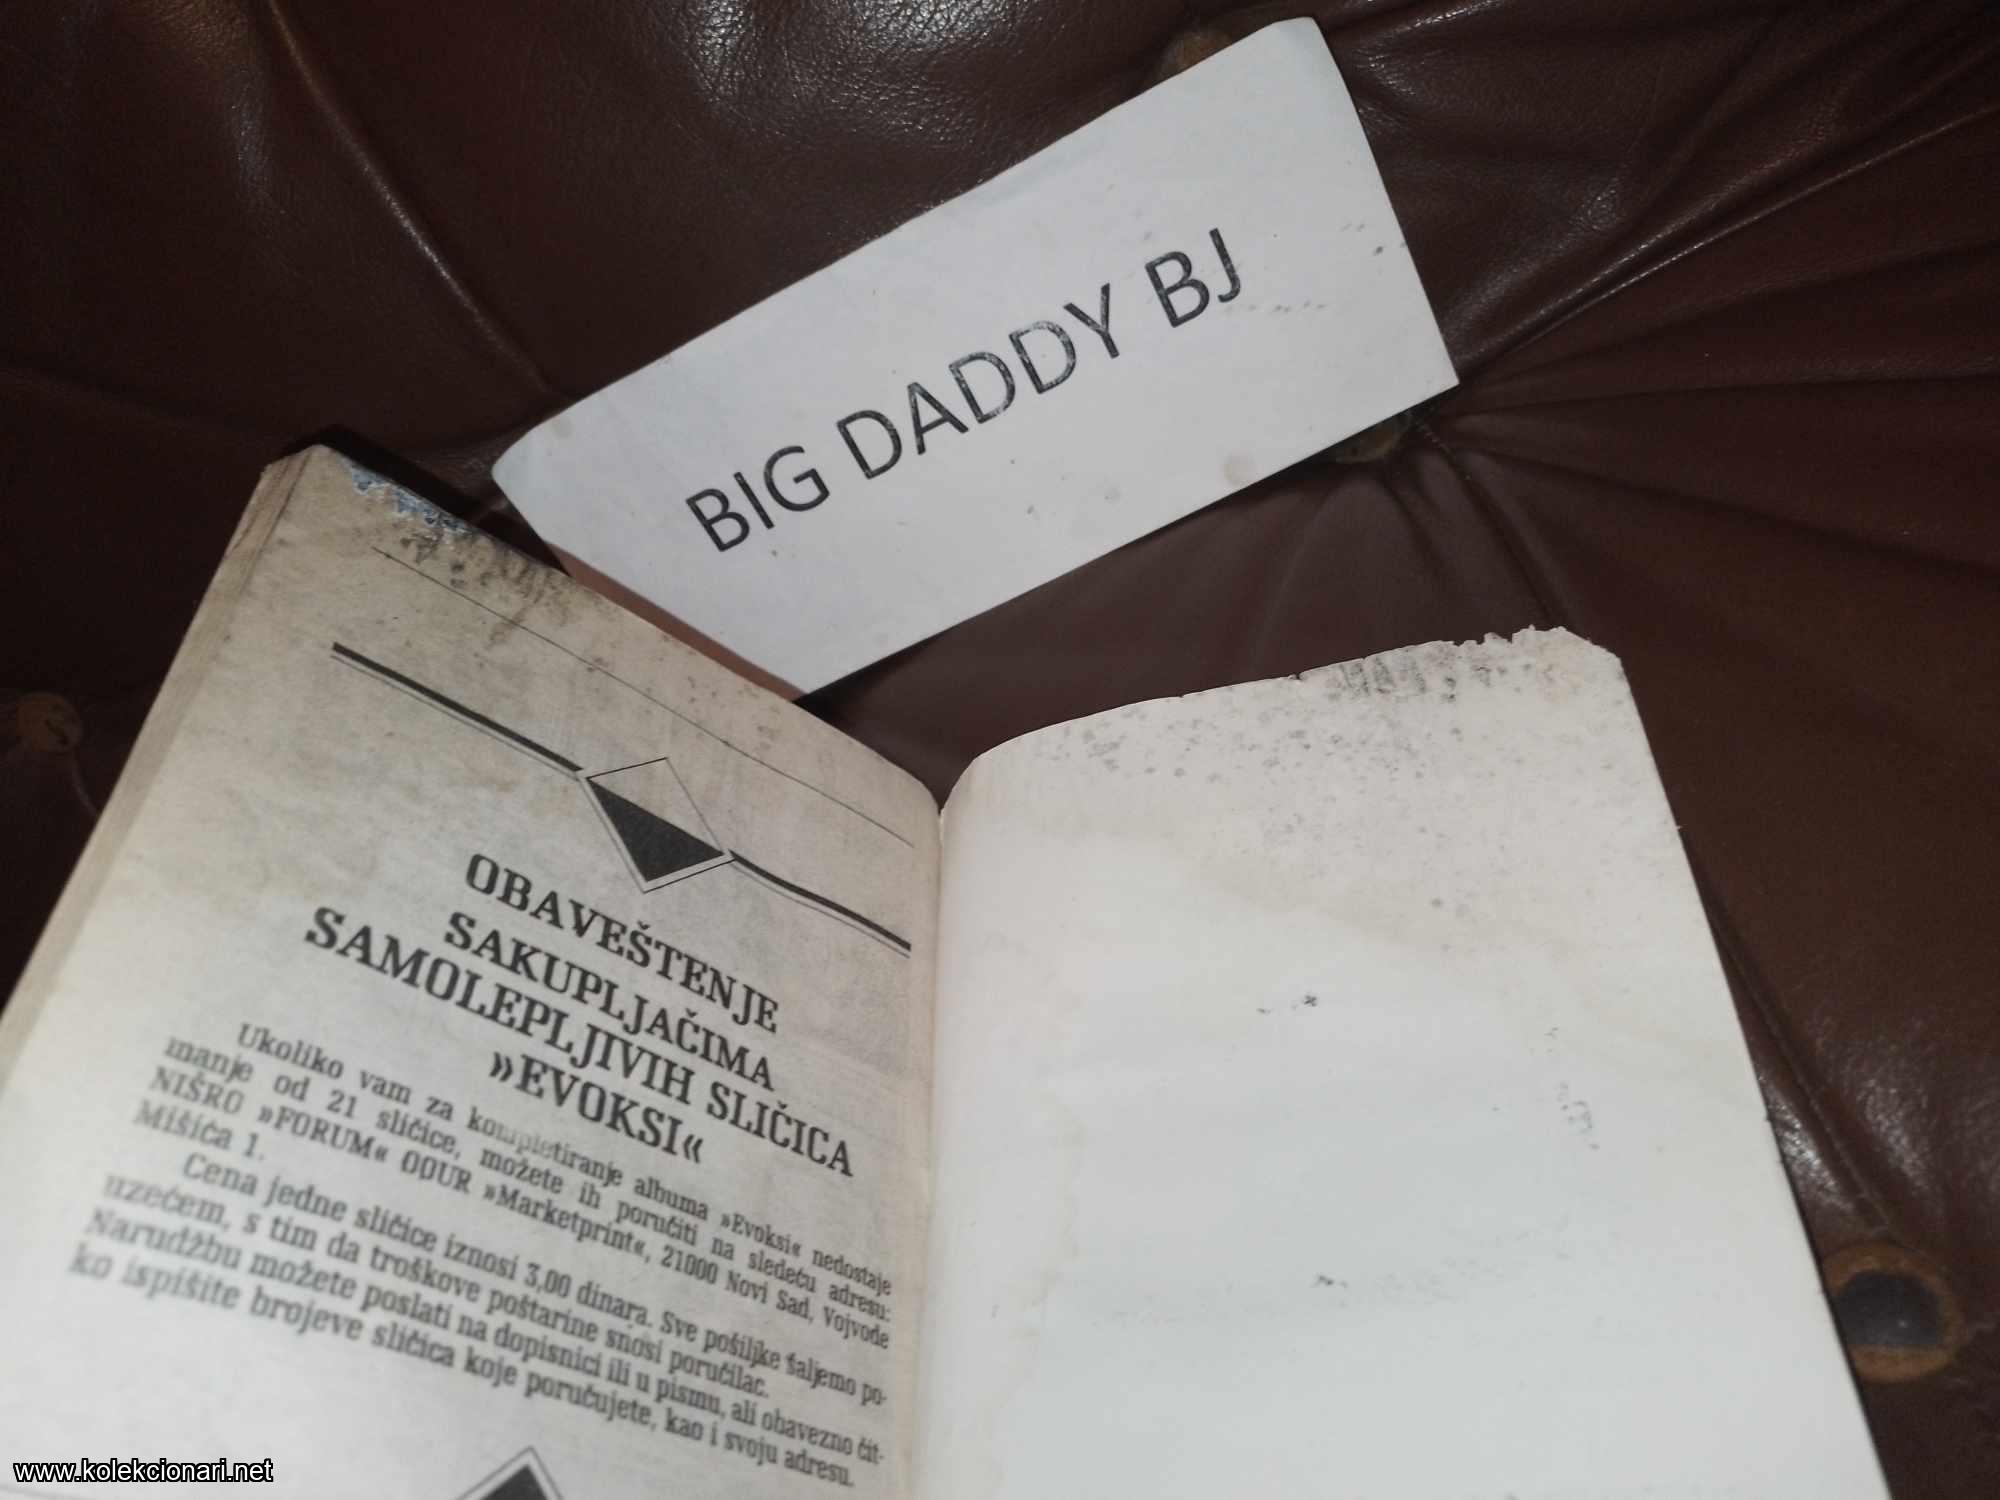 BIG DADDY BJ
OBAVEŠTENJE
SAKUPLJAČIMA
SAMOLEPLJIVIH SLIČICA
»EVOKSI«
Ukoliko vam za kompletiranje albuma »Evoksi« nedostaje
manje od 21 sličice, možete ih poručiti na sledeću adresu:
NIŠRO »FORUM« OOUR »Marketprint«, 21000 Novi Sad, Vojvode
Mišića 1.
Cena jedne sličice iznosi 3,00 dinara. Sve pošiljke šaljemo po-
uzećem, s tim da troškove poštarine snosi poručilac.
Narudžbu možete poslati na dopisnici ili u pismu, ali obavezno čit-
ko ispišite brojeve sličica koje poručujete, kao i svoju adresu.
www.kolekcionari.net